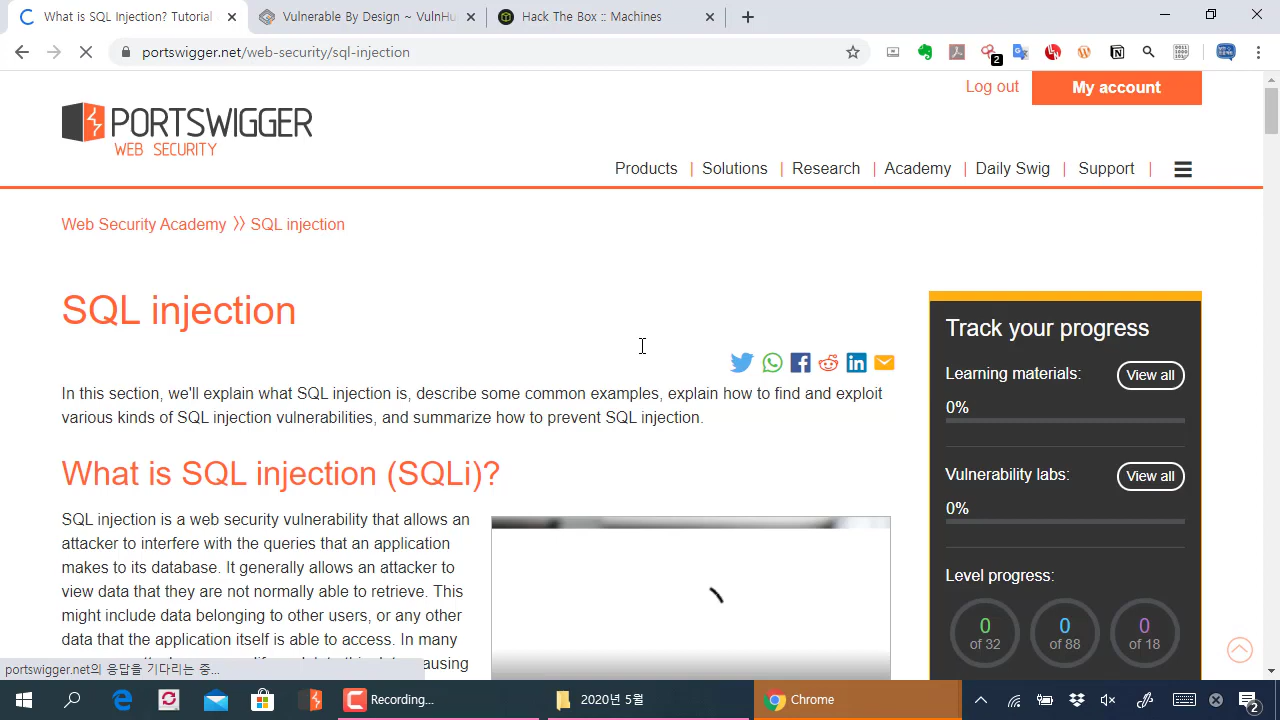 What is SQL Injection? Tutorial
Vulnerable By Design ~ VulnHu
Hack The Box :: Machines
portswigger.net/web-security/sql-injection
2
Log out
My account
PORTSWIGGER
WEB SECURITY
Products | Solutions | Research | Academy | Daily Swig | Support |
Web Security Academy >> SQL injection
SQL injection
In this section, we'll explain what SQL injection is, describe some common examples, explain how to find and exploit
various kinds of SQL injection vulnerabilities, and summarize how to prevent SQL injection.
What is SQL injection (SQLi)?
SQL injection is a web security vulnerability that allows an
attacker to interfere with the queries that an application
makes to its database. It generally allows an attacker to
view data that they are not normally able to retrieve. This
might include data belonging to other users, or any other
data that the application itself is able to access. In many
ausing
Track your progress
Learning materials:
View all
0%
Vulnerability labs:
View all
0%
Level progress:
0
of 32
0
of 88
0
of 18
portswigger.net의 응답을 기다리는 중...
Recording...
2020년 5월
Chrome
2